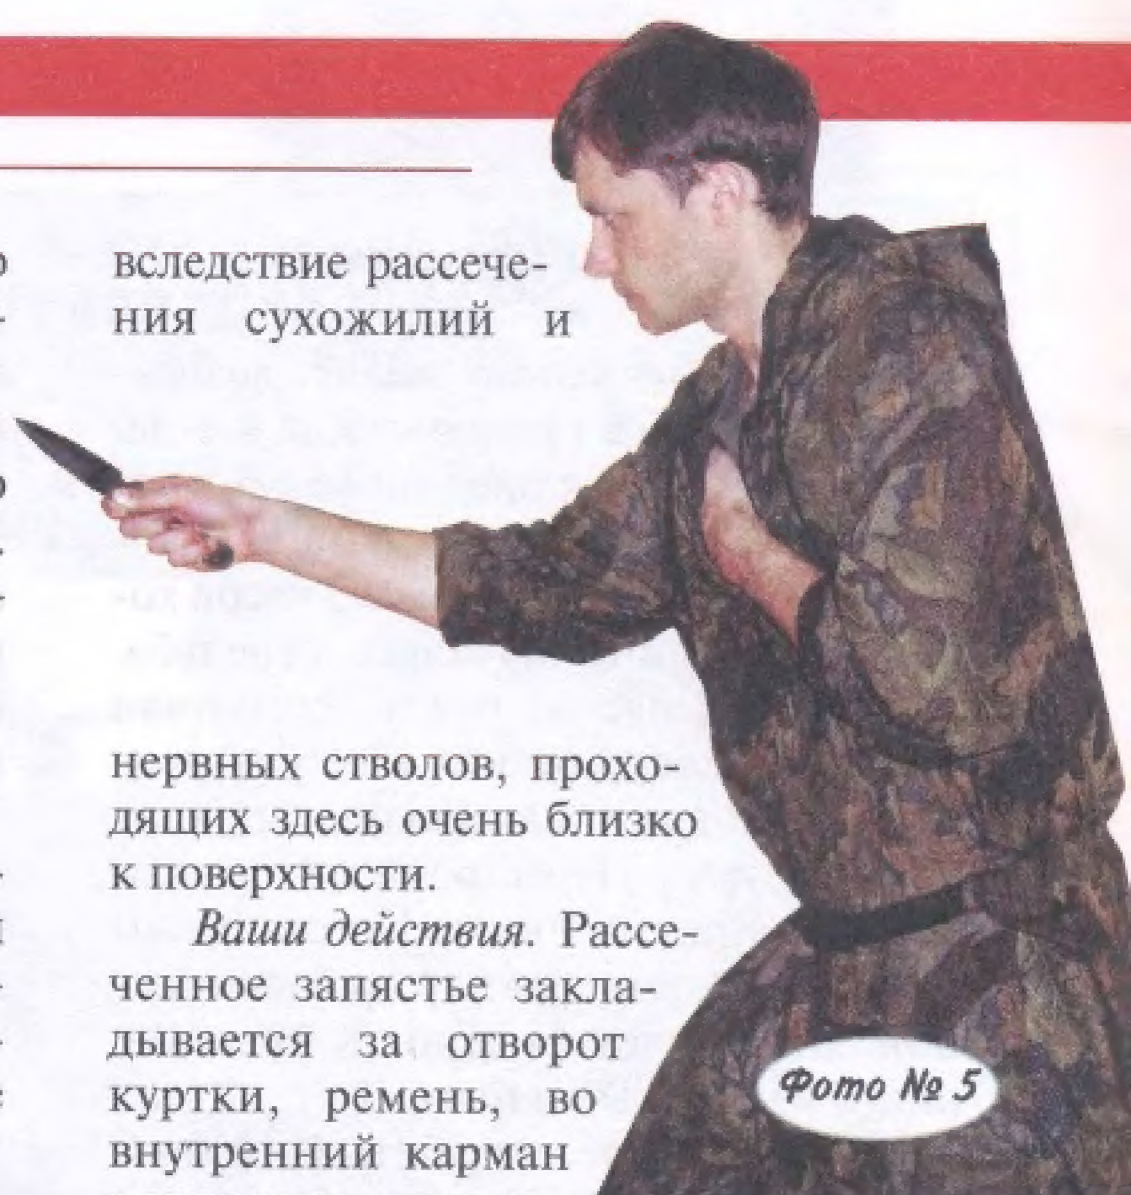 вследствие рассече-
ния сухожилий и
нервных стволов, прохо-
дящих здесь очень близко
к поверхности.
Ваши действия. Рассе-
ченное запястье закла-
дывается за отворот
куртки, ремень, во
внутренний карман
Фото № 5